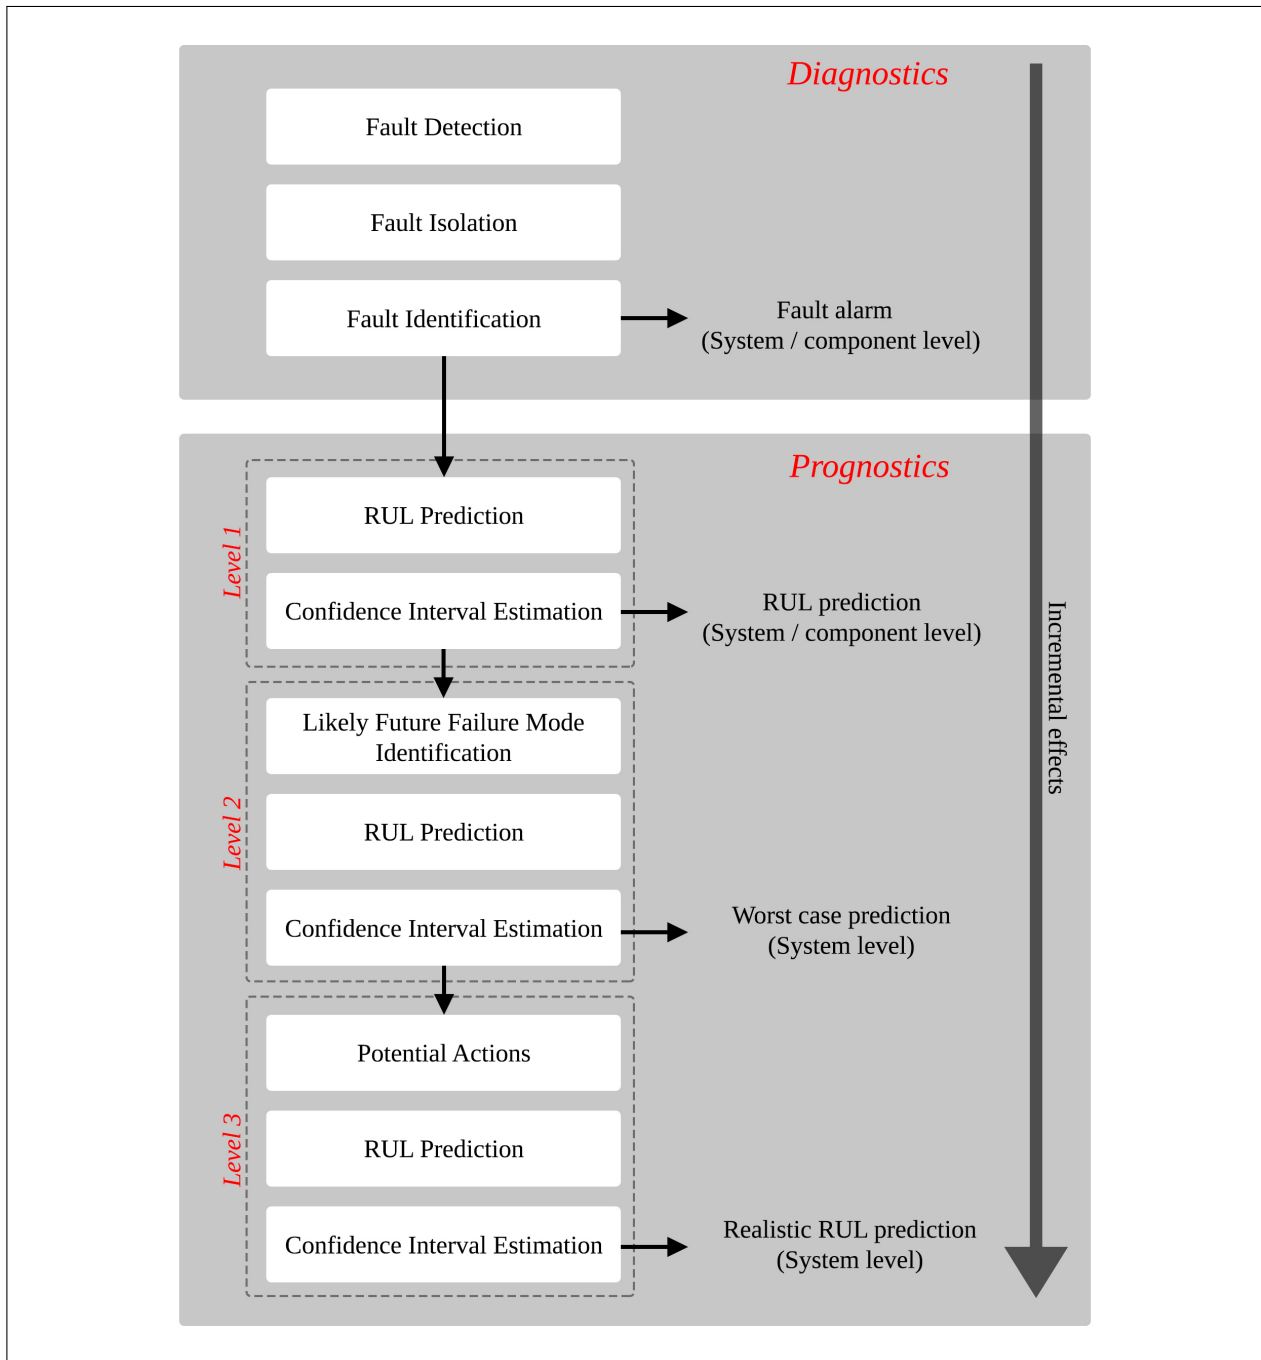 Diagnostics
Fault Detection
Fault Isolation
Fault Identification
Fault alarm
(System / component level)
Prognostics
Level 1
RUL Prediction
Confidence Interval Estimation
RUL prediction
(System / component level)
Incremental effects
Level 2
Likely Future Failure Mode
Identification
RUL Prediction
Confidence Interval Estimation
Worst case prediction
(System level)
Level 3
Potential Actions
RUL Prediction
Confidence Interval Estimation
Realistic RUL prediction
(System level)